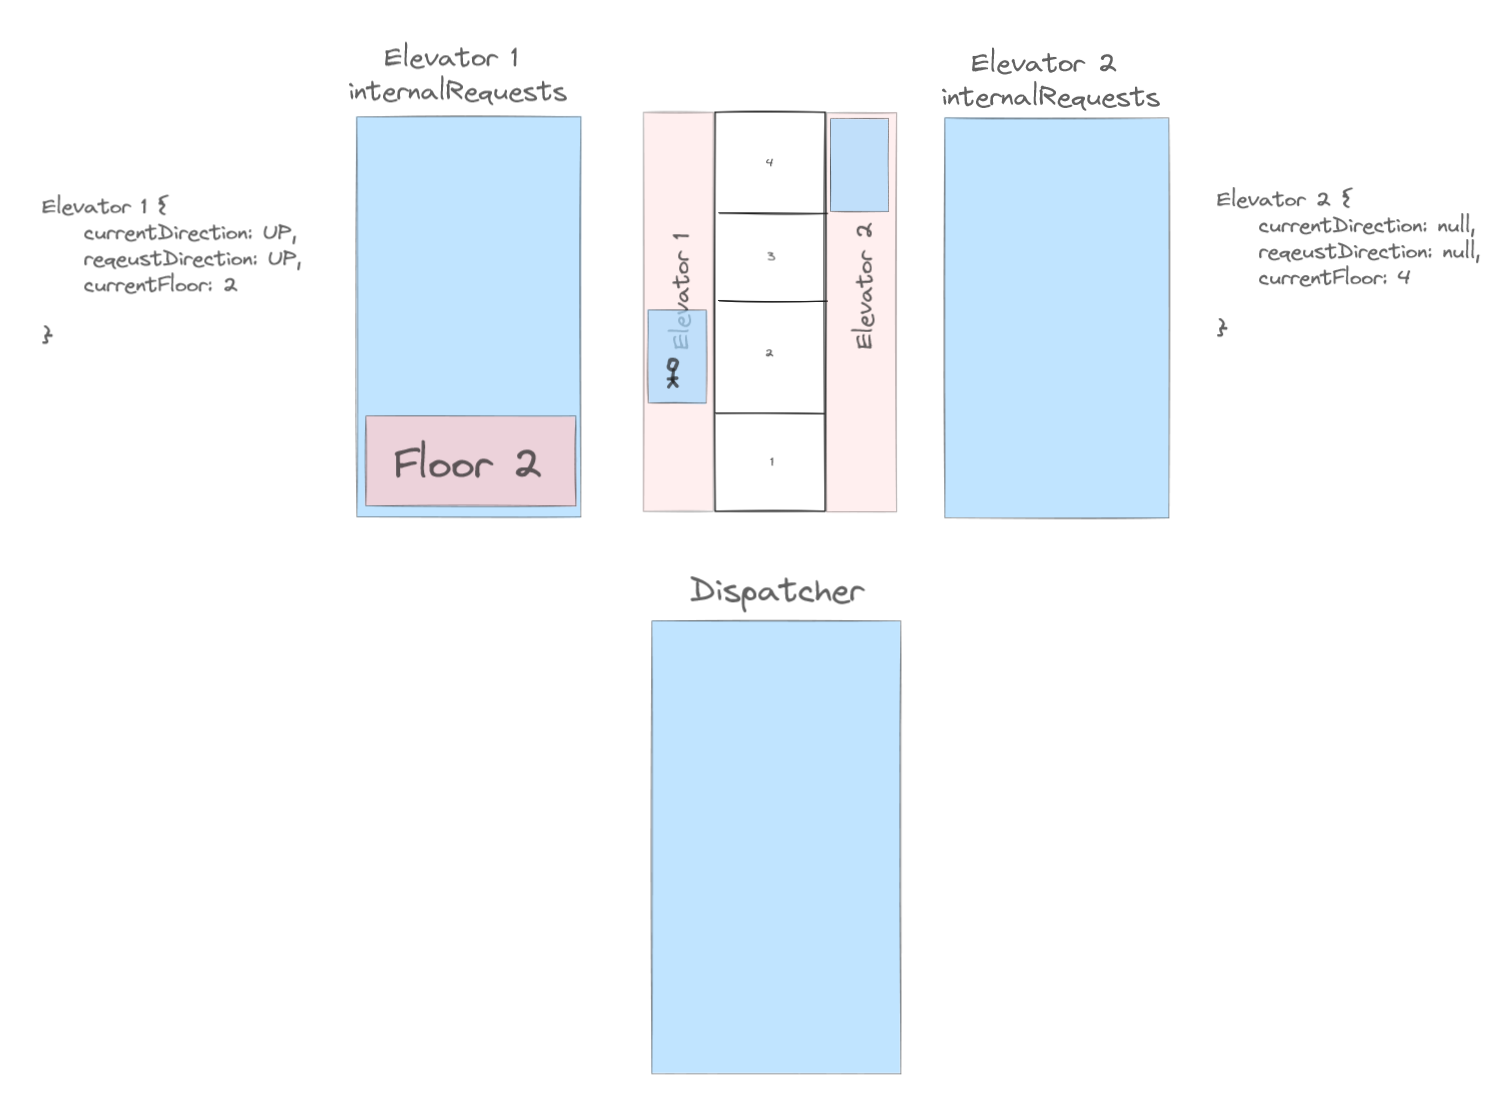 Elevator 1
internalRequests
Elevator 2
internalRequests
Elevator 1 {
currentDirection: UP,
reqeustDirection: UP,
currentFloor: 2
}
Floor 2
Elevator 1
4
3
2
1
Elevator 2
Elevator 2 {
currentDirection: null,
reqeustDirection: null,
currentFloor: 4
}
Dispatcher